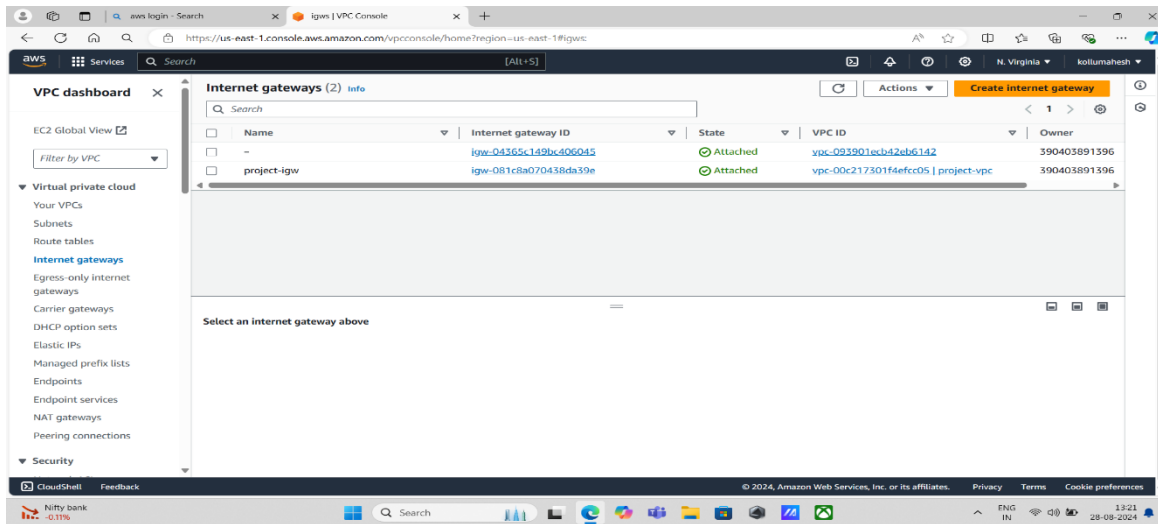 aws login - Search
igws | VPC Console
https://us-east-1.console.aws.amazon.com/vpcconsole/home?region=us-east-1#igws:
aws Services Search [Alt+S] N. Virginia kollumahesh
VPC dashboard
EC2 Global View
Filter by VPC
Virtual private cloud
Your VPCs
Subnets
Route tables
Internet gateways
Egress-only internet
gateways
Carrier gateways
DHCP option sets
Elastic IPs
Managed prefix lists
Endpoints
Endpoint services
NAT gateways
Peering connections
Security
Internet gateways (2) Info
Actions
Create internet gateway
Search
1
Name Internet gateway ID State VPC ID Owner
– igw-04365c149bc406045 Attached vpc-093901ecb42eb6142 390403891396
project-igw igw-081c8a070438da39e Attached vpc-00c217301f4efcc05 | project-vpc 390403891396
Select an internet gateway above
CloudShell Feedback © 2024, Amazon Web Services, Inc. or its affiliates. Privacy Terms Cookie preferences
Nifty bank
-0.11%
Search
ENG
IN
13:21
28-08-2024